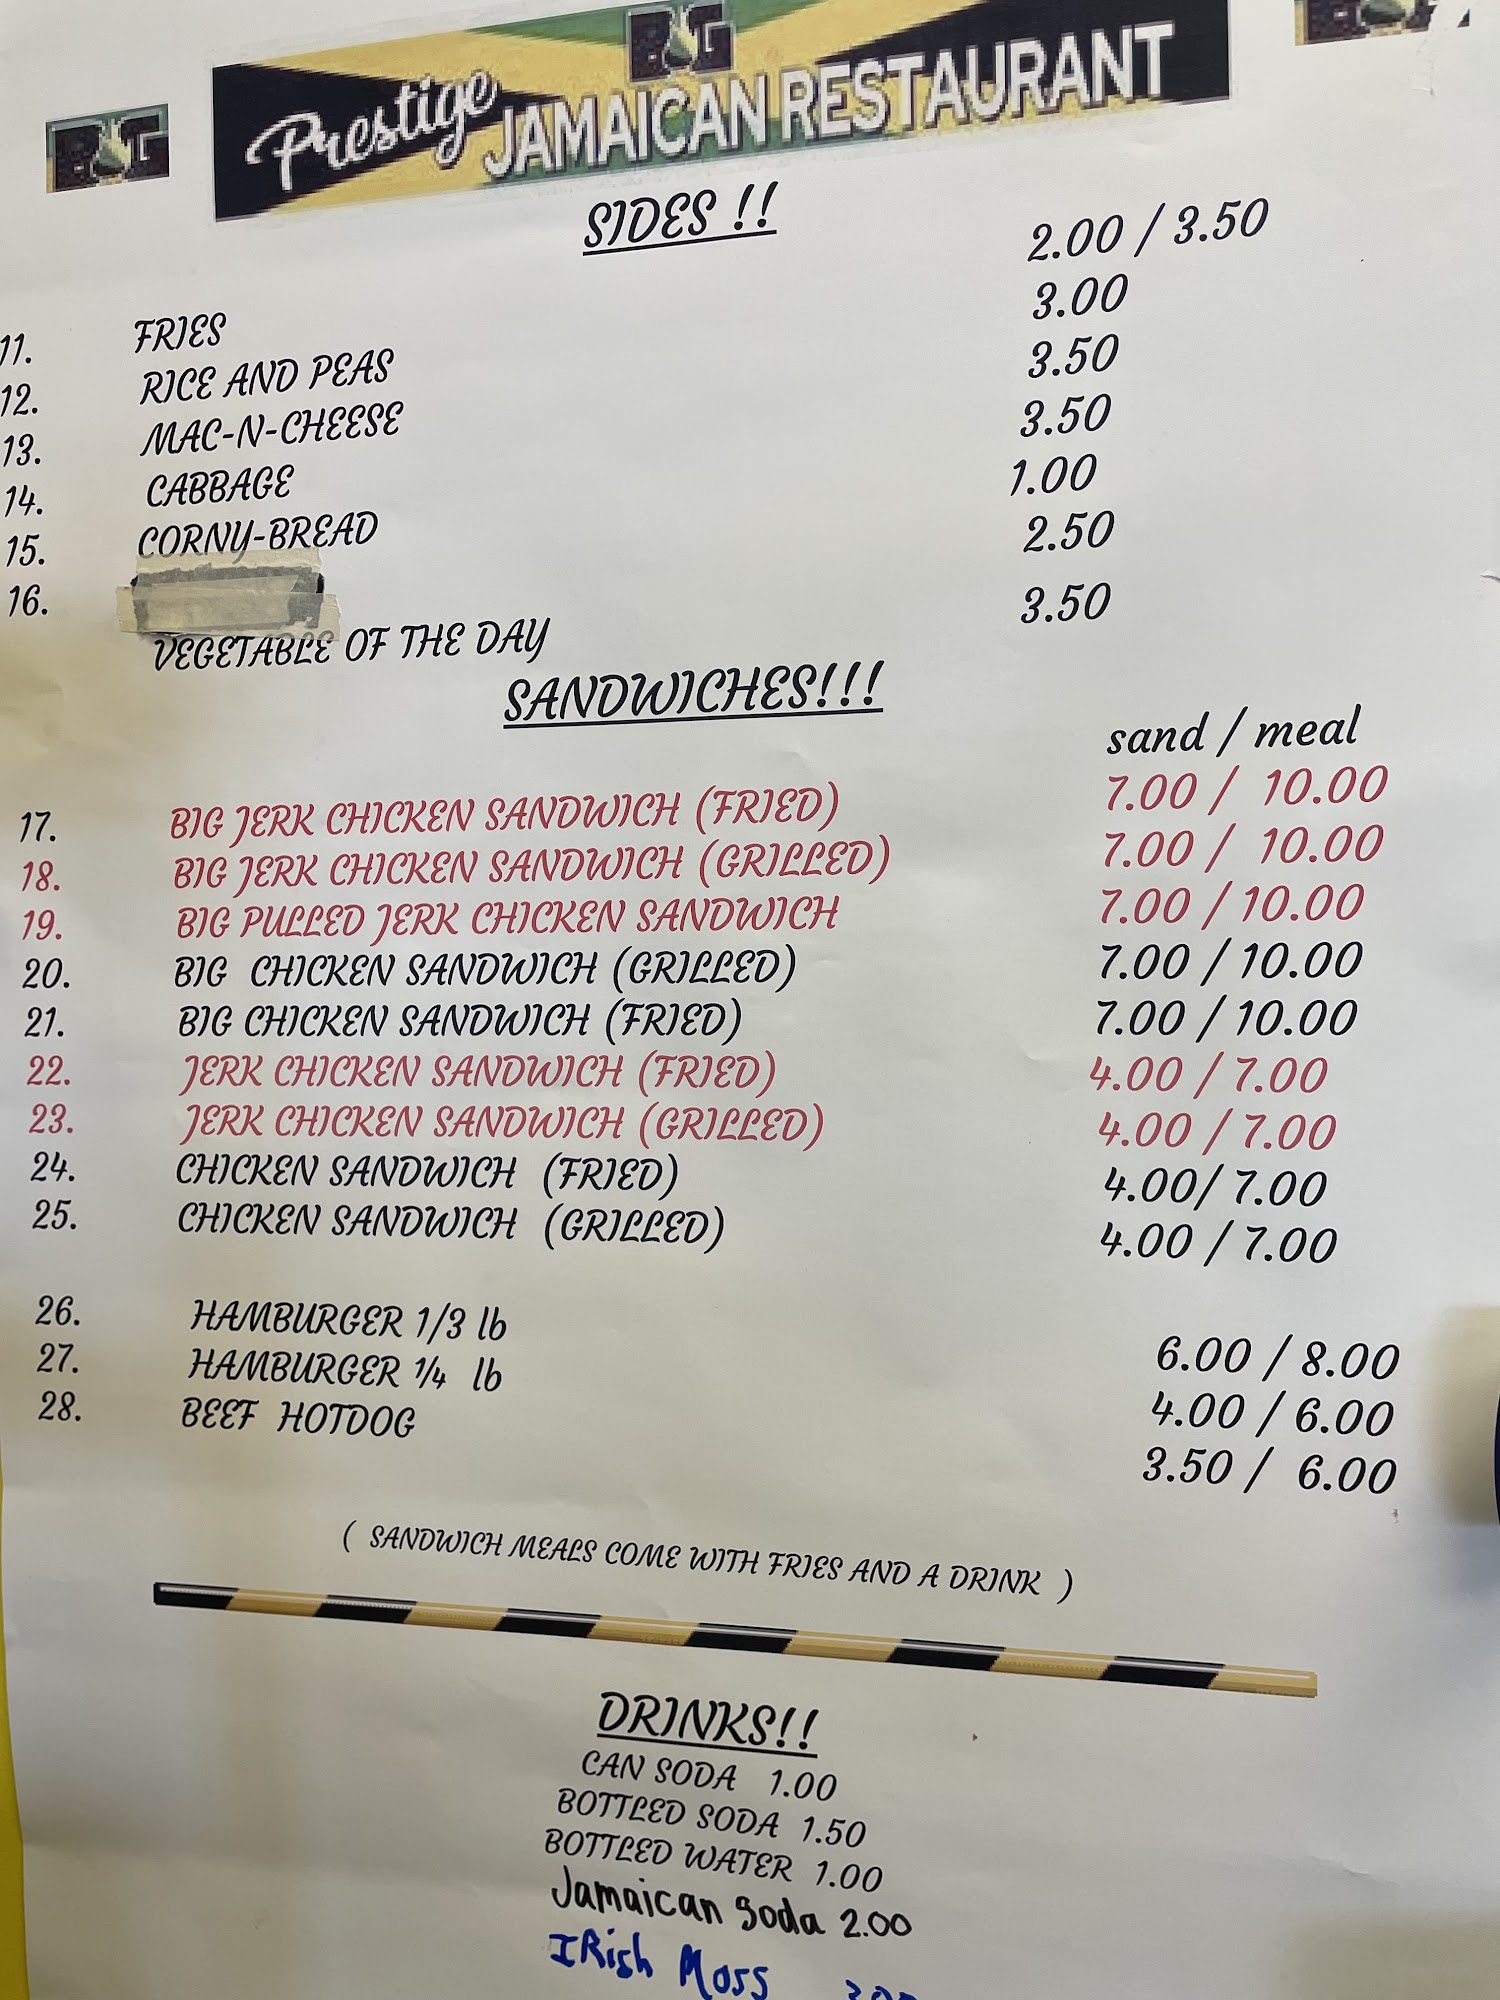 Prestige JAMAICAN RESTAURANT
SIDES !!
11. FRIES 2.00 / 3.50
12. RICE AND PEAS 3.00
13. MAC-N-CHEESE 3.50
14. CABBAGE 3.50
15. CORNY-BREAD 1.00
16. 2.50
VEGETABLE OF THE DAY 3.50
SANDWICHES!!!
sand / meal
17. BIG JERK CHICKEN SANDWICH (FRIED) 7.00 / 10.00
18. BIG JERK CHICKEN SANDWICH (GRILLED) 7.00 / 10.00
19. BIG PULLED JERK CHICKEN SANDWICH 7.00 / 10.00
20. BIG CHICKEN SANDWICH (GRILLED) 7.00 / 10.00
21. BIG CHICKEN SANDWICH (FRIED) 7.00 / 10.00
22. JERK CHICKEN SANDWICH (FRIED) 4.00 / 7.00
23. JERK CHICKEN SANDWICH (GRILLED) 4.00 / 7.00
24. CHICKEN SANDWICH (FRIED) 4.00/ 7.00
25. CHICKEN SANDWICH (GRILLED) 4.00 / 7.00
26. HAMBURGER 1/3 lb 6.00 / 8.00
27. HAMBURGER 1/4 lb 4.00 / 6.00
28. BEEF HOTDOG 3.50 / 6.00
( SANDWICH MEALS COME WITH FRIES AND A DRINK )
DRINKS!!
CAN SODA 1.00
BOTTLED SODA 1.50
BOTTLED WATER 1.00
Jamaican Soda 2.00
IRish Moss